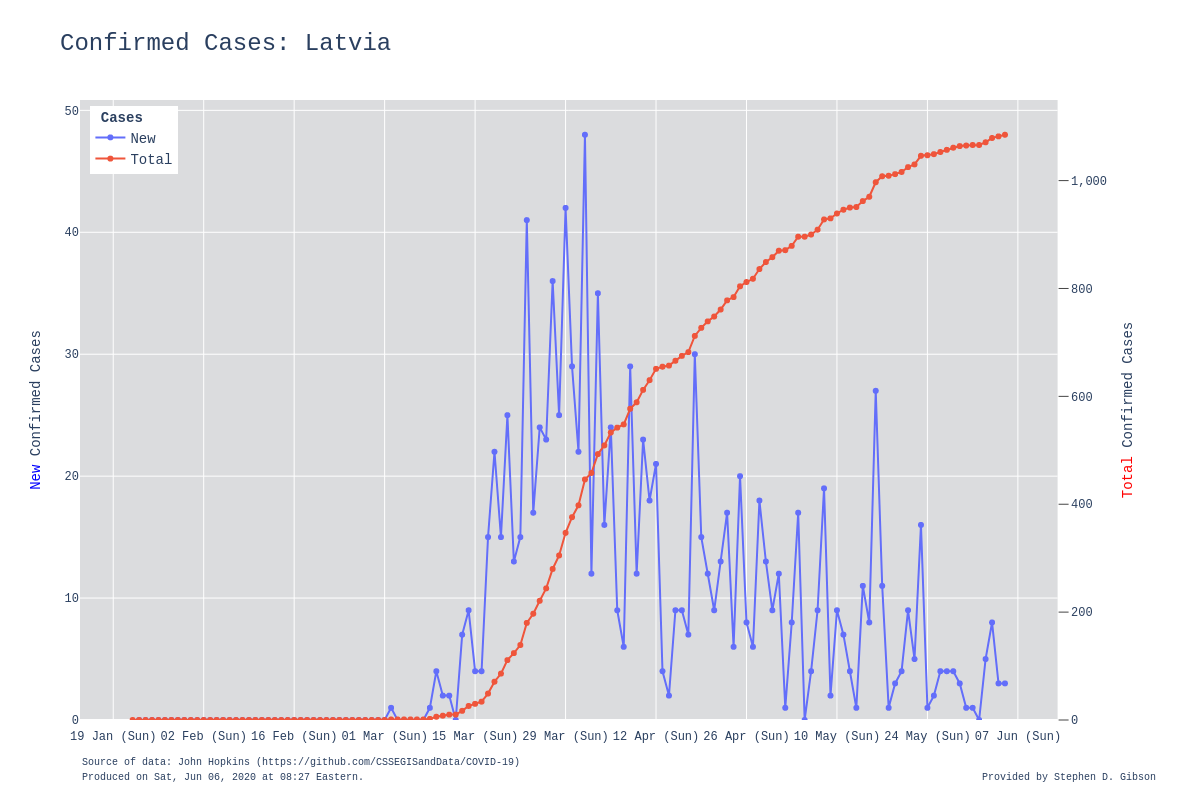 Confirmed Cases: Latvia
Cases
New
Total
50
40
30
20
10
0
1,000
800
600
400
200
0
New Confirmed Cases
Total Confirmed Cases
19 Jan (Sun) 02 Feb (Sun) 16 Feb (Sun) 01 Mar (Sun) 15 Mar (Sun) 29 Mar (Sun) 12 Apr (Sun) 26 Apr (Sun) 10 May (Sun) 24 May (Sun) 07 Jun (Sun)
Source of data: John Hopkins (https://github.com/CSSEGISandData/COVID-19)
Produced on Sat, Jun 06, 2020 at 08:27 Eastern.
Provided by Stephen D. Gibson